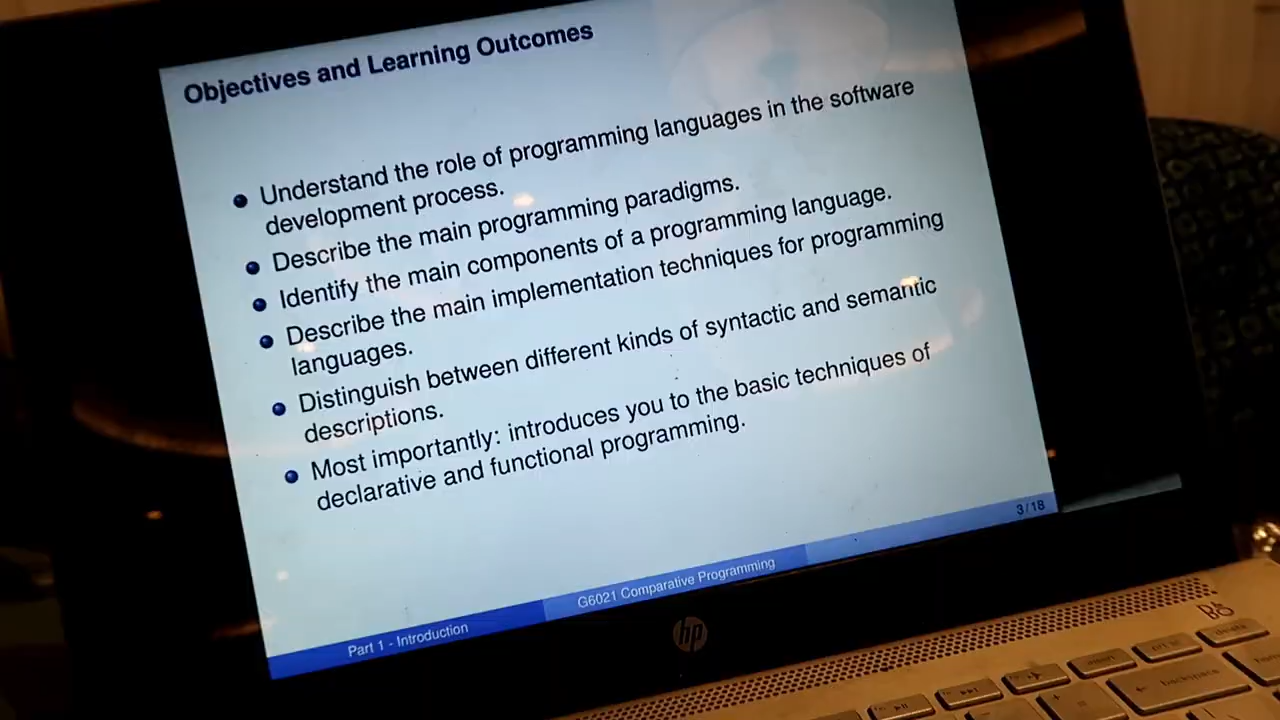 Objectives and Learning Outcomes
Understand the role of programming languages in the software
development process.
Describe the main programming paradigms.
Identify the main components of a programming language.
Describe the main implementation techniques for programming
languages.
Distinguish between different kinds of syntactic and semantic
descriptions.
Most importantly: introduces you to the basic techniques of
declarative and functional programming.
3/18
G6021 Comparative Programming
Part 1 - Introduction
hp
backspace